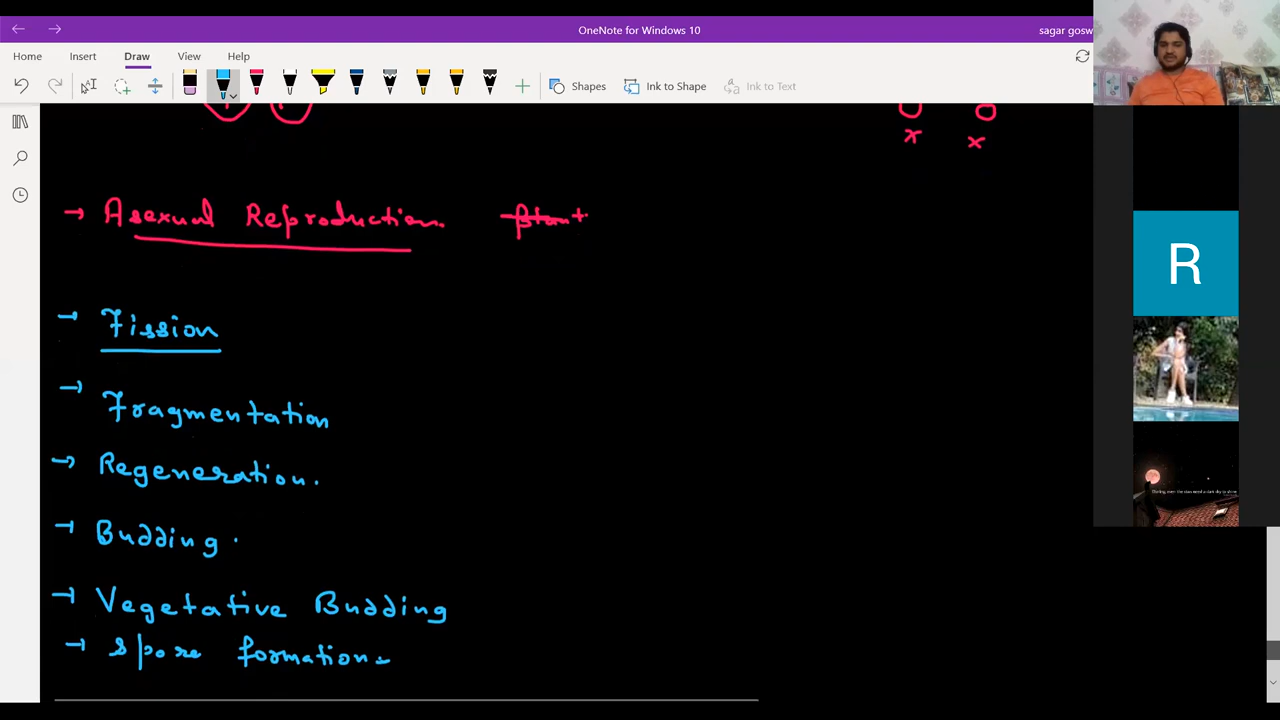 OneNote for Windows 10
sagar gosw
Home Insert Draw View Help
Shapes Ink to Shape Ink to Text
x x
→ Asexual Reproduction.
→ Fission
→ Fragmentation
→ Regeneration.
→ Budding.
→ Vegetative Budding
→ Spore formation
R